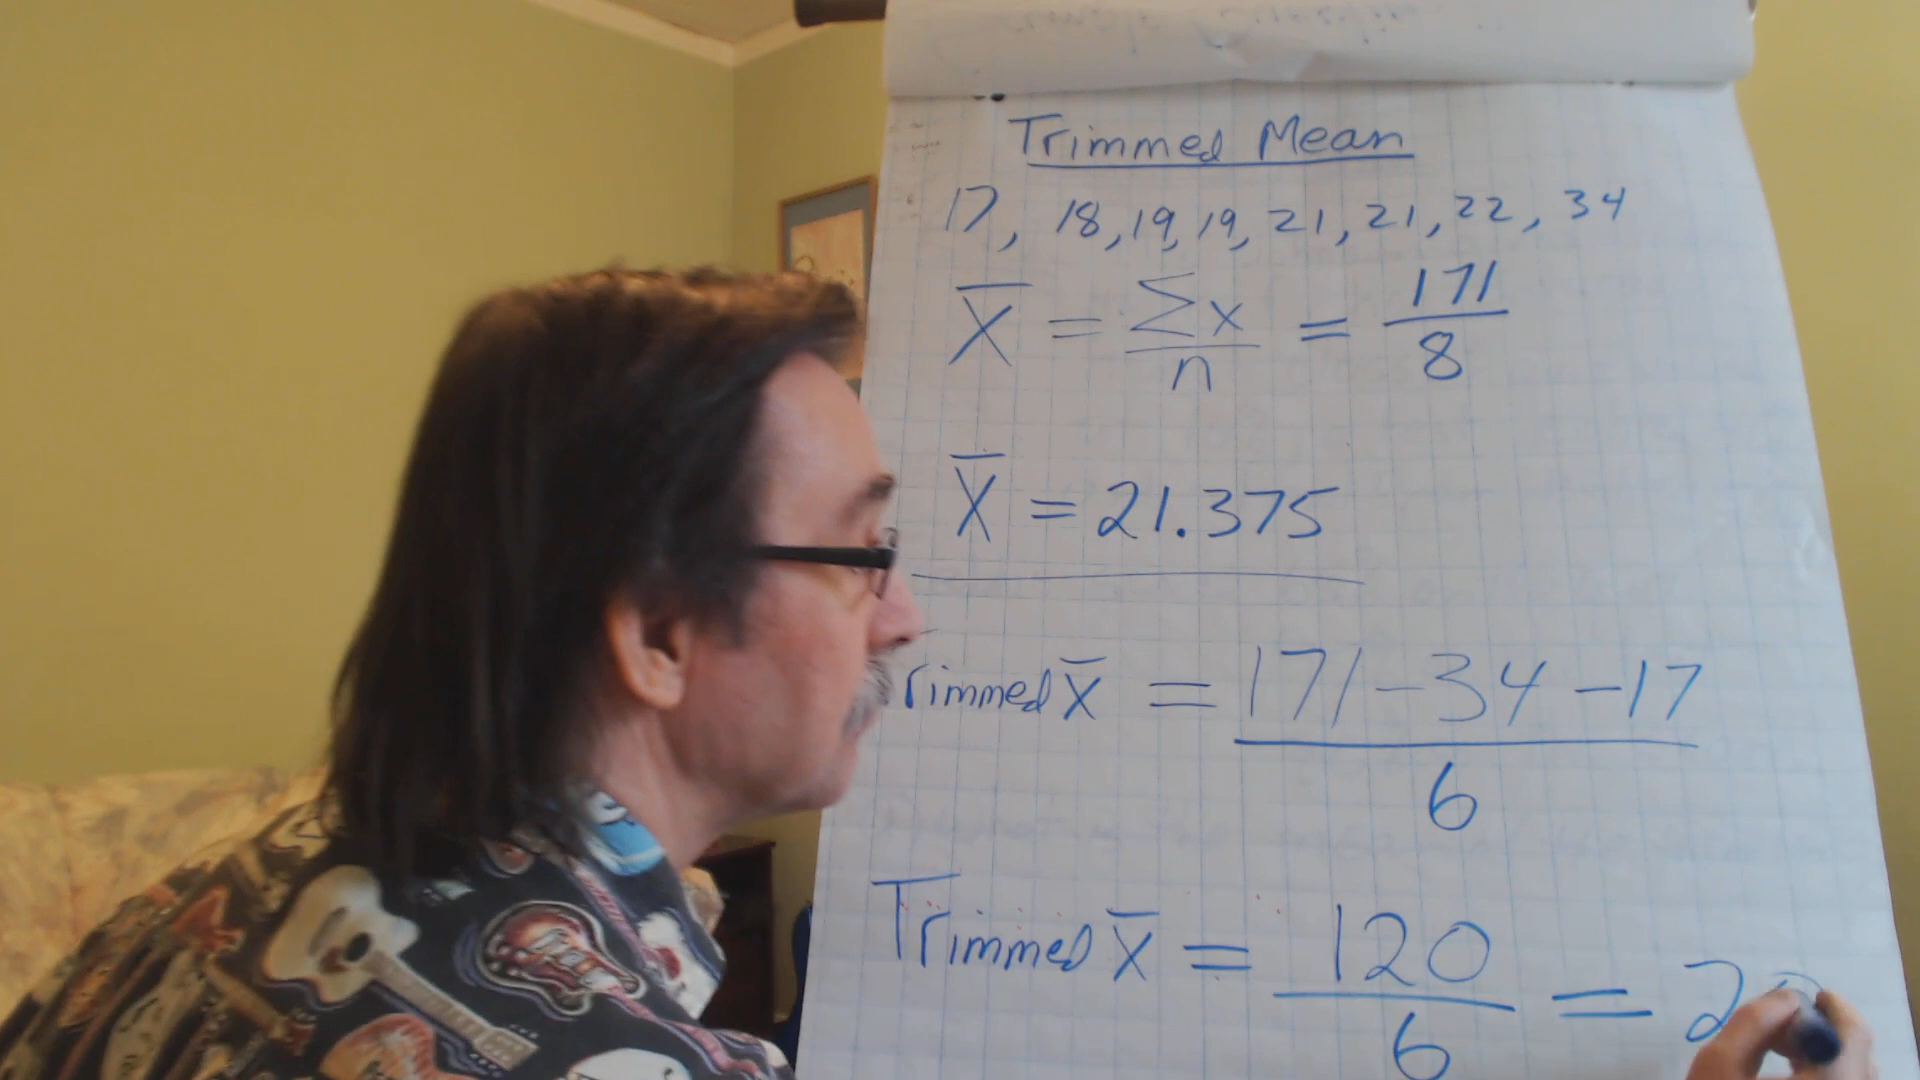 Trimmed Mean
17, 18, 19, 19, 21, 21, 22, 34
X̅ = ∑x / n = 171 / 8
X̅ = 21.375
Trimmed x̅ = 171 - 34 - 17 / 6
Trimmed x̅ = 120 / 6 = 20